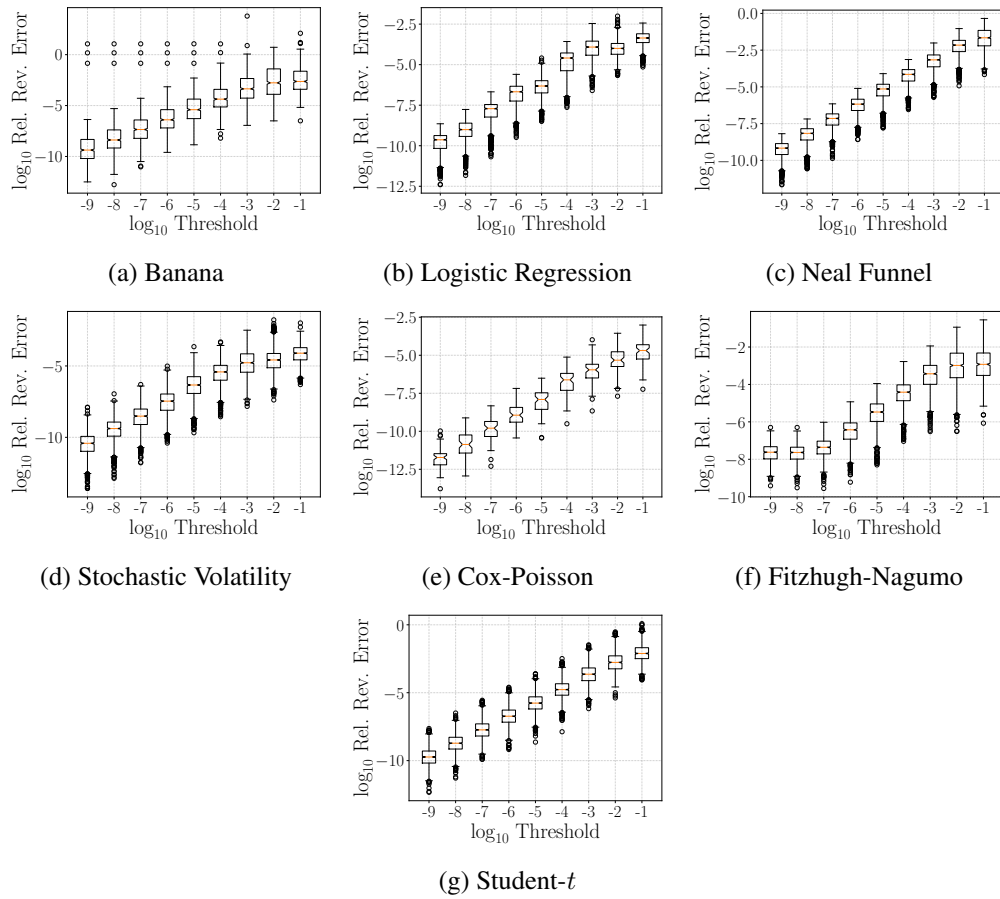 log₁₀ Rel. Rev. Error
0
−5
−10
-9 -8 -7 -6 -5 -4 -3 -2 -1
log₁₀ Threshold
(a) Banana
log₁₀ Rel. Rev. Error
−2.5
−5.0
−7.5
−10.0
−12.5
-9 -8 -7 -6 -5 -4 -3 -2 -1
log₁₀ Threshold
(b) Logistic Regression
log₁₀ Rel. Rev. Error
0.0
−2.5
−5.0
−7.5
−10.0
-9 -8 -7 -6 -5 -4 -3 -2 -1
log₁₀ Threshold
(c) Neal Funnel
log₁₀ Rel. Rev. Error
−5
−10
-9 -8 -7 -6 -5 -4 -3 -2 -1
log₁₀ Threshold
(d) Stochastic Volatility
log₁₀ Rel. Rev. Error
−2.5
−5.0
−7.5
−10.0
−12.5
-9 -8 -7 -6 -5 -4 -3 -2 -1
log₁₀ Threshold
(e) Cox-Poisson
log₁₀ Rel. Rev. Error
−2
−4
−6
−8
−10
-9 -8 -7 -6 -5 -4 -3 -2 -1
log₁₀ Threshold
(f) Fitzhugh-Nagumo
log₁₀ Rel. Rev. Error
0
−5
−10
-9 -8 -7 -6 -5 -4 -3 -2 -1
log₁₀ Threshold
(g) Student-t